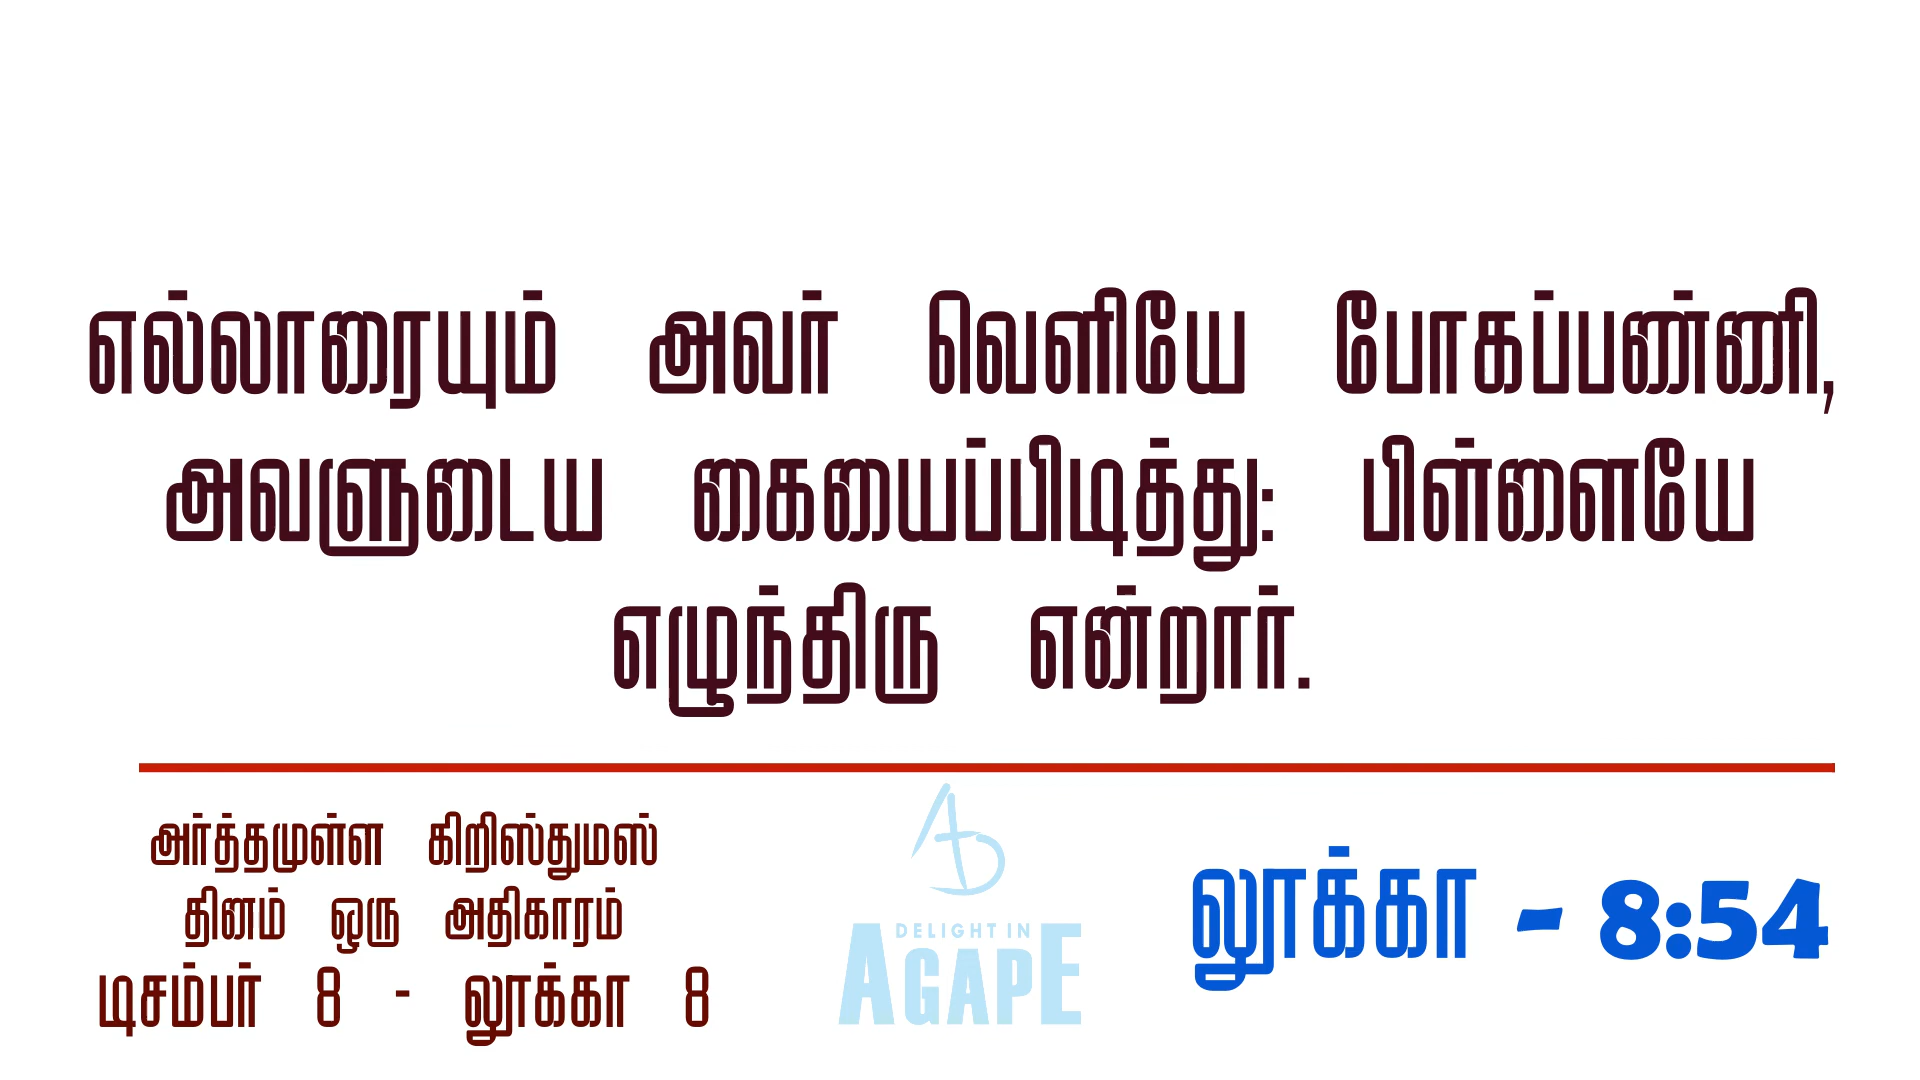 எல்லாரையும் அவர் வெளியே போகப்பண்ணி,
அவளுடைய கையைப்பிடித்து: பிள்ளையே
எழுந்திரு என்றார்.
அர்த்தமுள்ள கிறிஸ்துமஸ்
தினம் ஒரு அதிகாரம்
டிசம்பர் 8 - லூக்கா 8
DELIGHT IN
AGAPE
லூக்கா - 8:54